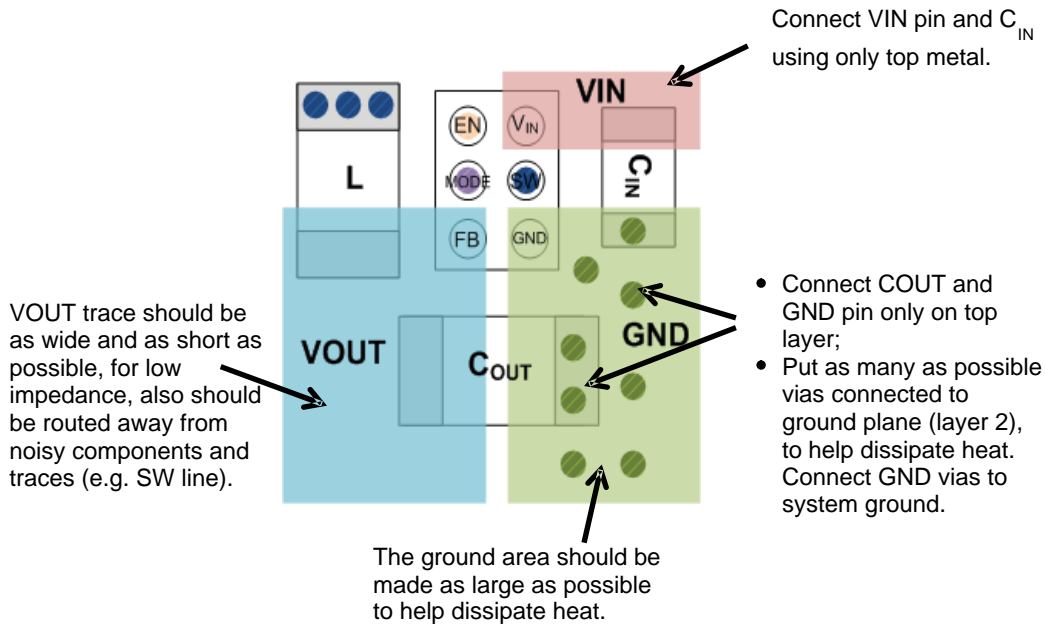 Connect VIN pin and CIN
using only top metal.
VIN
EN
VIN
L
MODE
SW
CIN
FB
GND
VOUT trace should be
as wide and as short as
possible, for low
impedance, also should
be routed away from
noisy components and
traces (e.g. SW line).
VOUT
COUT
GND
• Connect COUT and
GND pin only on top
layer;
• Put as many as possible
vias connected to
ground plane (layer 2),
to help dissipate heat.
Connect GND vias to
system ground.
The ground area should be
made as large as possible
to help dissipate heat.